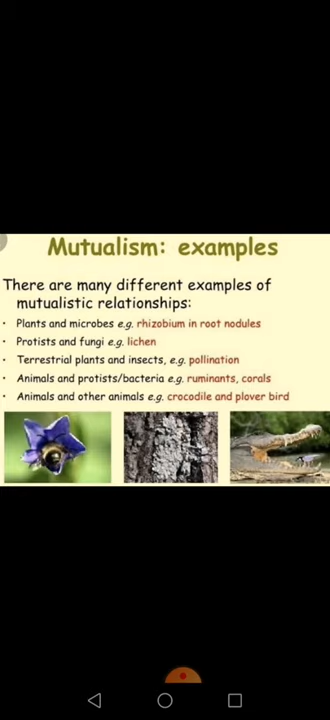 Mutualism: examples
There are many different examples of
mutualistic relationships:
• Plants and microbes e.g. rhizobium in root nodules
• Protists and fungi e.g. lichen
• Terrestrial plants and insects, e.g. pollination
• Animals and protists/bacteria e.g. ruminants, corals
• Animals and other animals e.g. crocodile and plover bird